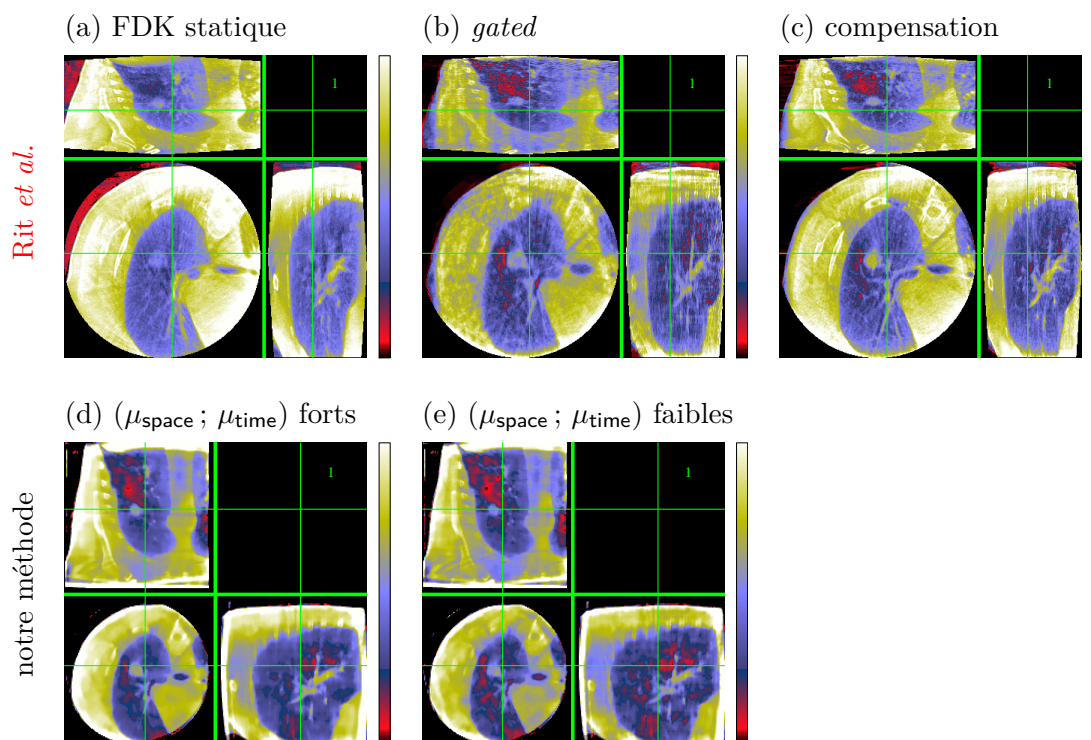 (a) FDK statique
(b) gated
(c) compensation
Rit et al.
1
1
1
(d) (μspace ; μtime) forts
(e) (μspace ; μtime) faibles
notre méthode
1
1